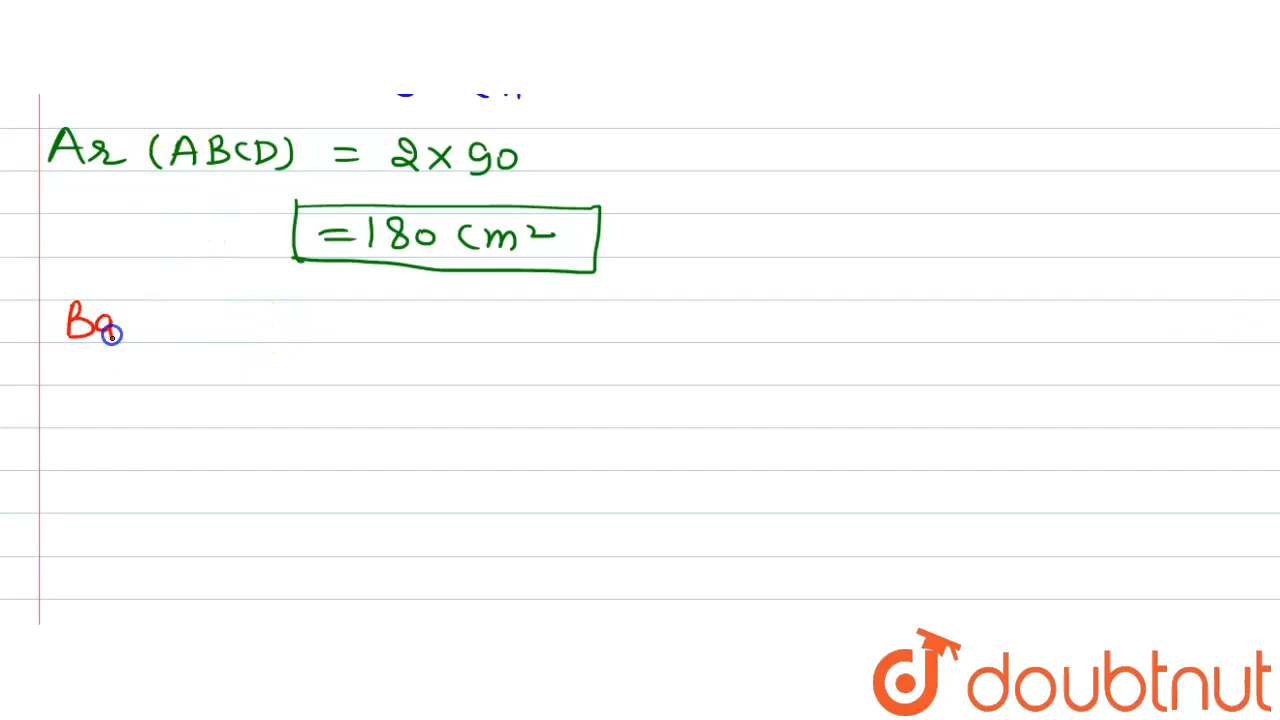 Ar (ABCD) = 2 × 90
= 180 cm²
Ba
doubtnut